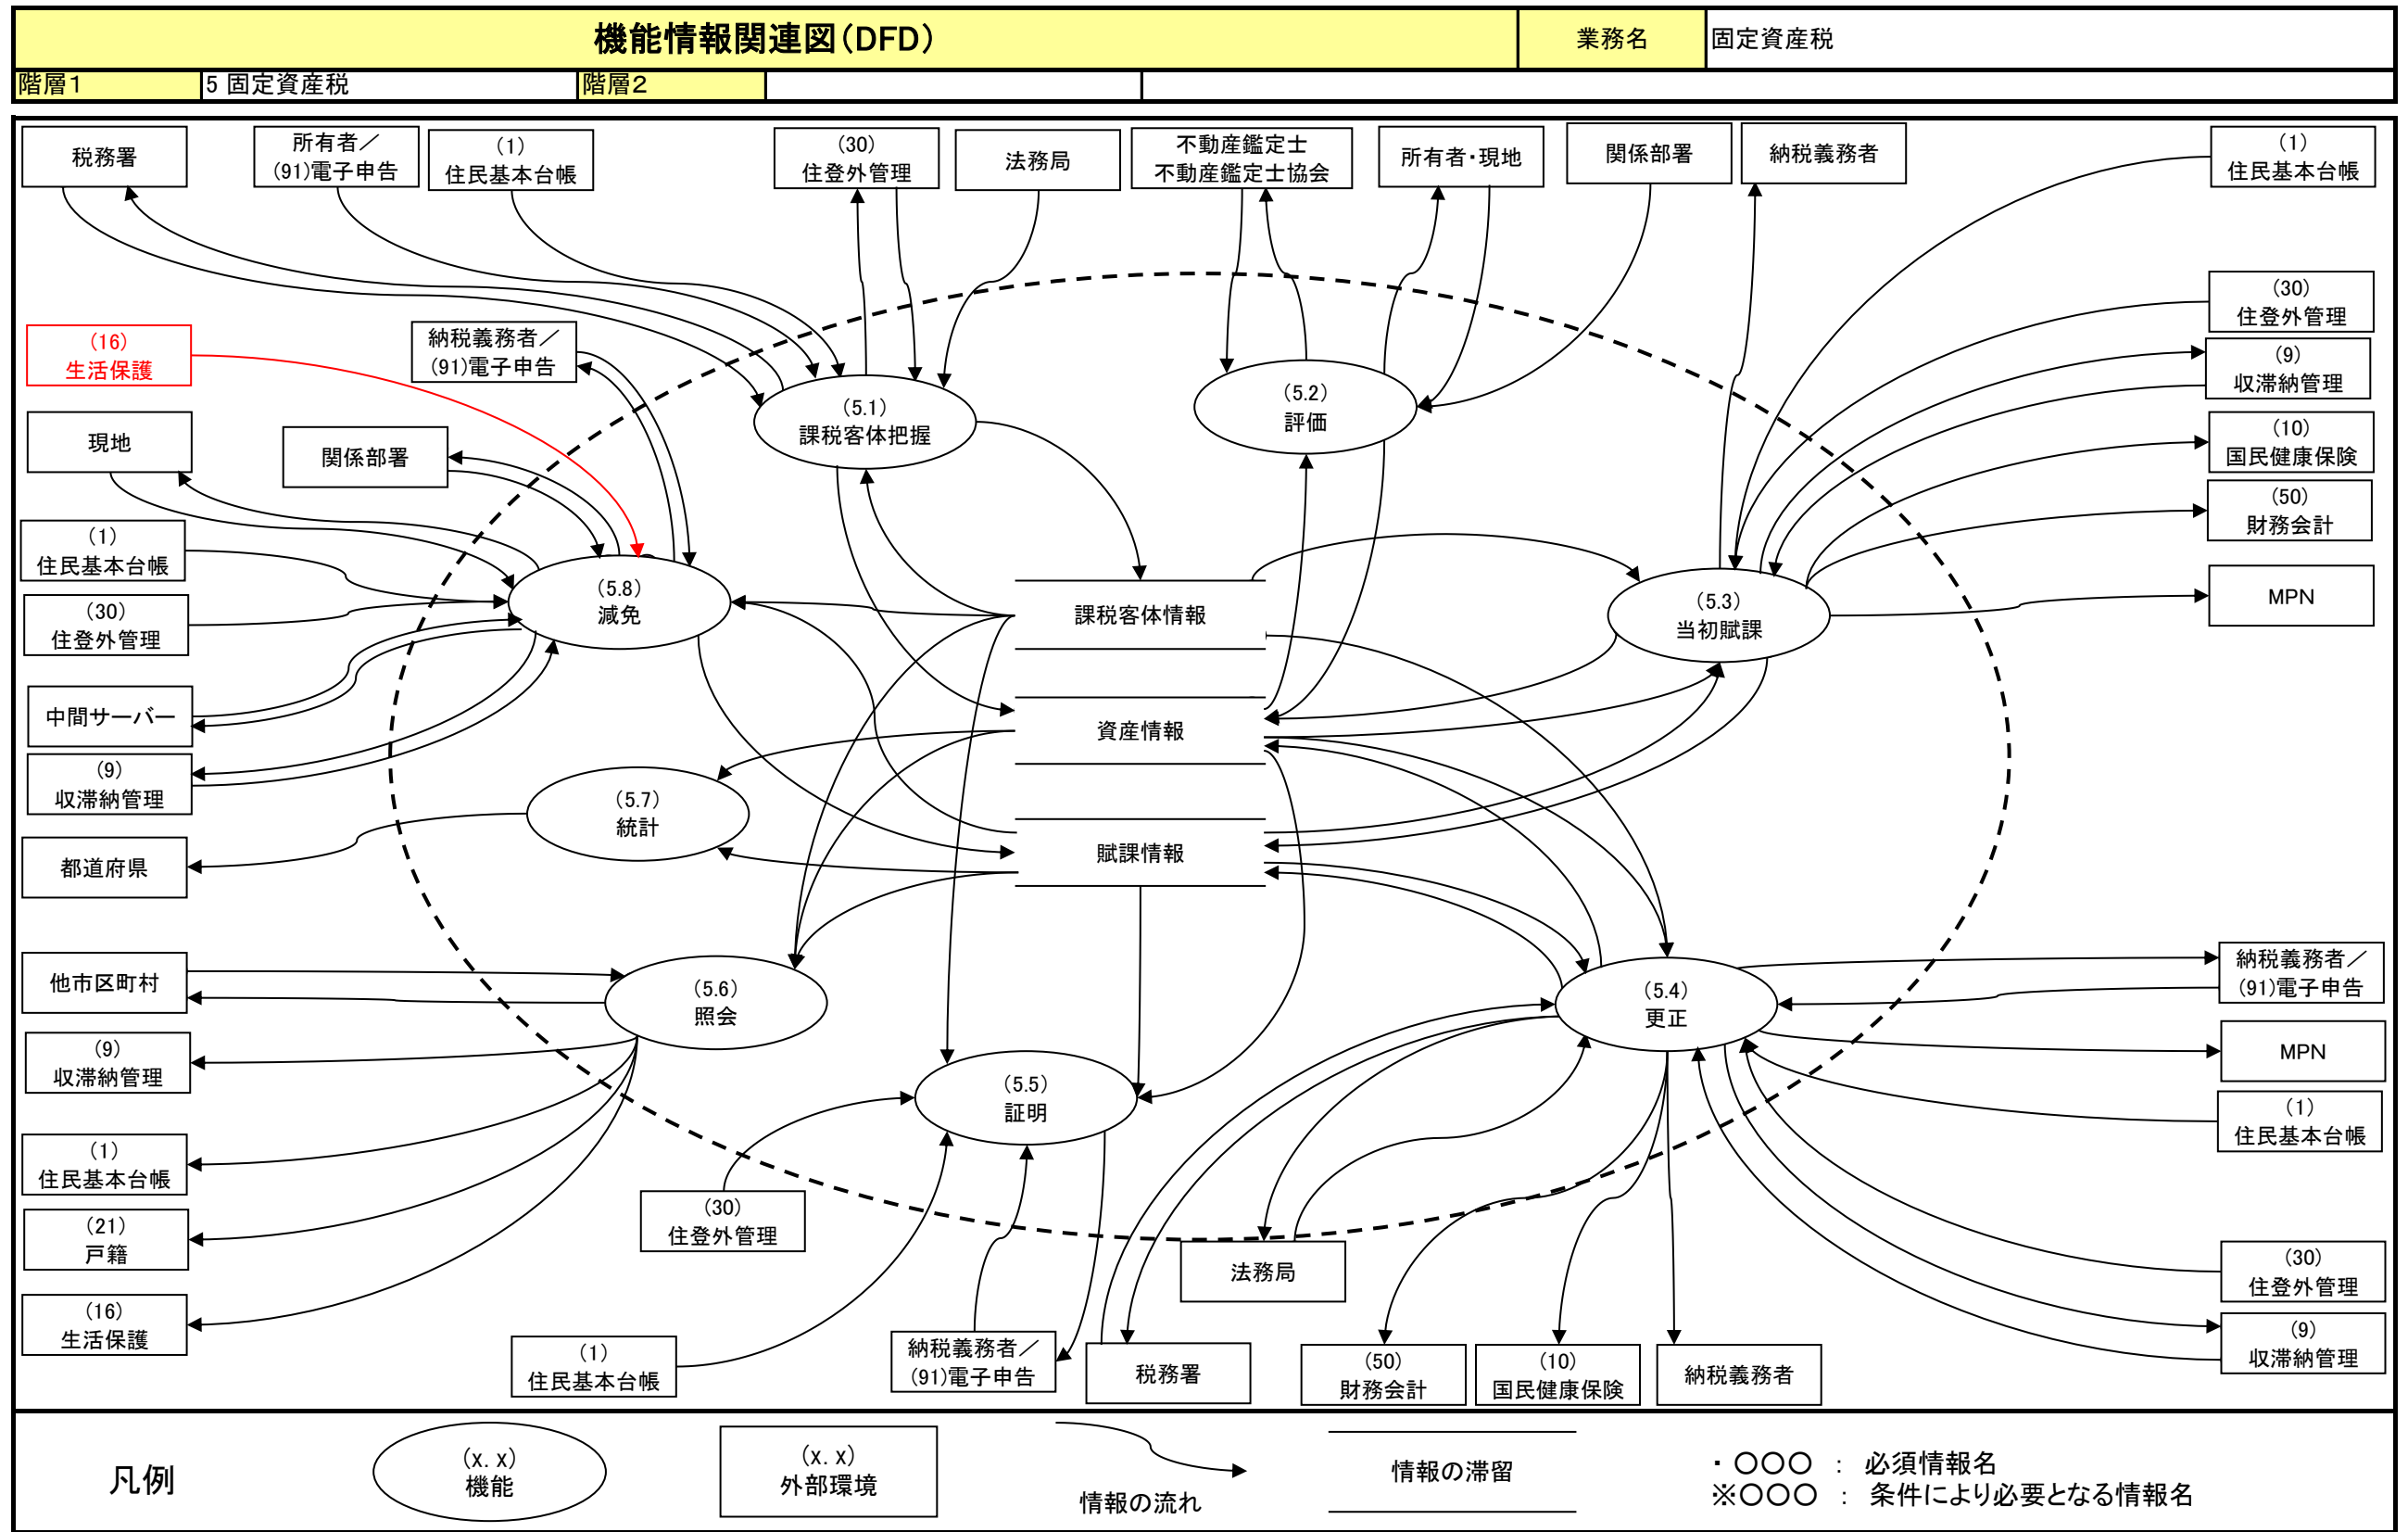 機能情報関連図（DFD）
業務名
固定資産税
階層１
5 固定資産税
階層２
税務署
所有者／
(91)電子申告
（1）
住民基本台帳
（30）
住登外管理
法務局
不動産鑑定士
不動産鑑定士協会
所有者・現地
関係部署
納税義務者
（1）
住民基本台帳
（30）
住登外管理
（9）
収滞納管理
（10）
国民健康保険
（50）
財務会計
MPN
（16）
生活保護
納税義務者／
(91)電子申告
現地
関係部署
（1）
住民基本台帳
（30）
住登外管理
中間サーバー
（9）
収滞納管理
都道府県
他市区町村
（9）
収滞納管理
（1）
住民基本台帳
（21）
戸籍
（16）
生活保護
（5.1）
課税客体把握
（5.2）
評価
（5.8）
減免
（5.3）
当初賦課
課税客体情報
資産情報
賦課情報
（5.7）
統計
（5.6）
照会
（5.5）
証明
（5.4）
更正
納税義務者／
(91)電子申告
MPN
（1）
住民基本台帳
（30）
住登外管理
（9）
収滞納管理
（30）
住登外管理
（1）
住民基本台帳
納税義務者／
(91)電子申告
法務局
税務署
（50）
財務会計
（10）
国民健康保険
納税義務者
凡例
（x. x）
機能
（x. x）
外部環境
情報の流れ
情報の滞留
・ 〇〇〇 ： 必須情報名
※〇〇〇 ： 条件により必要となる情報名